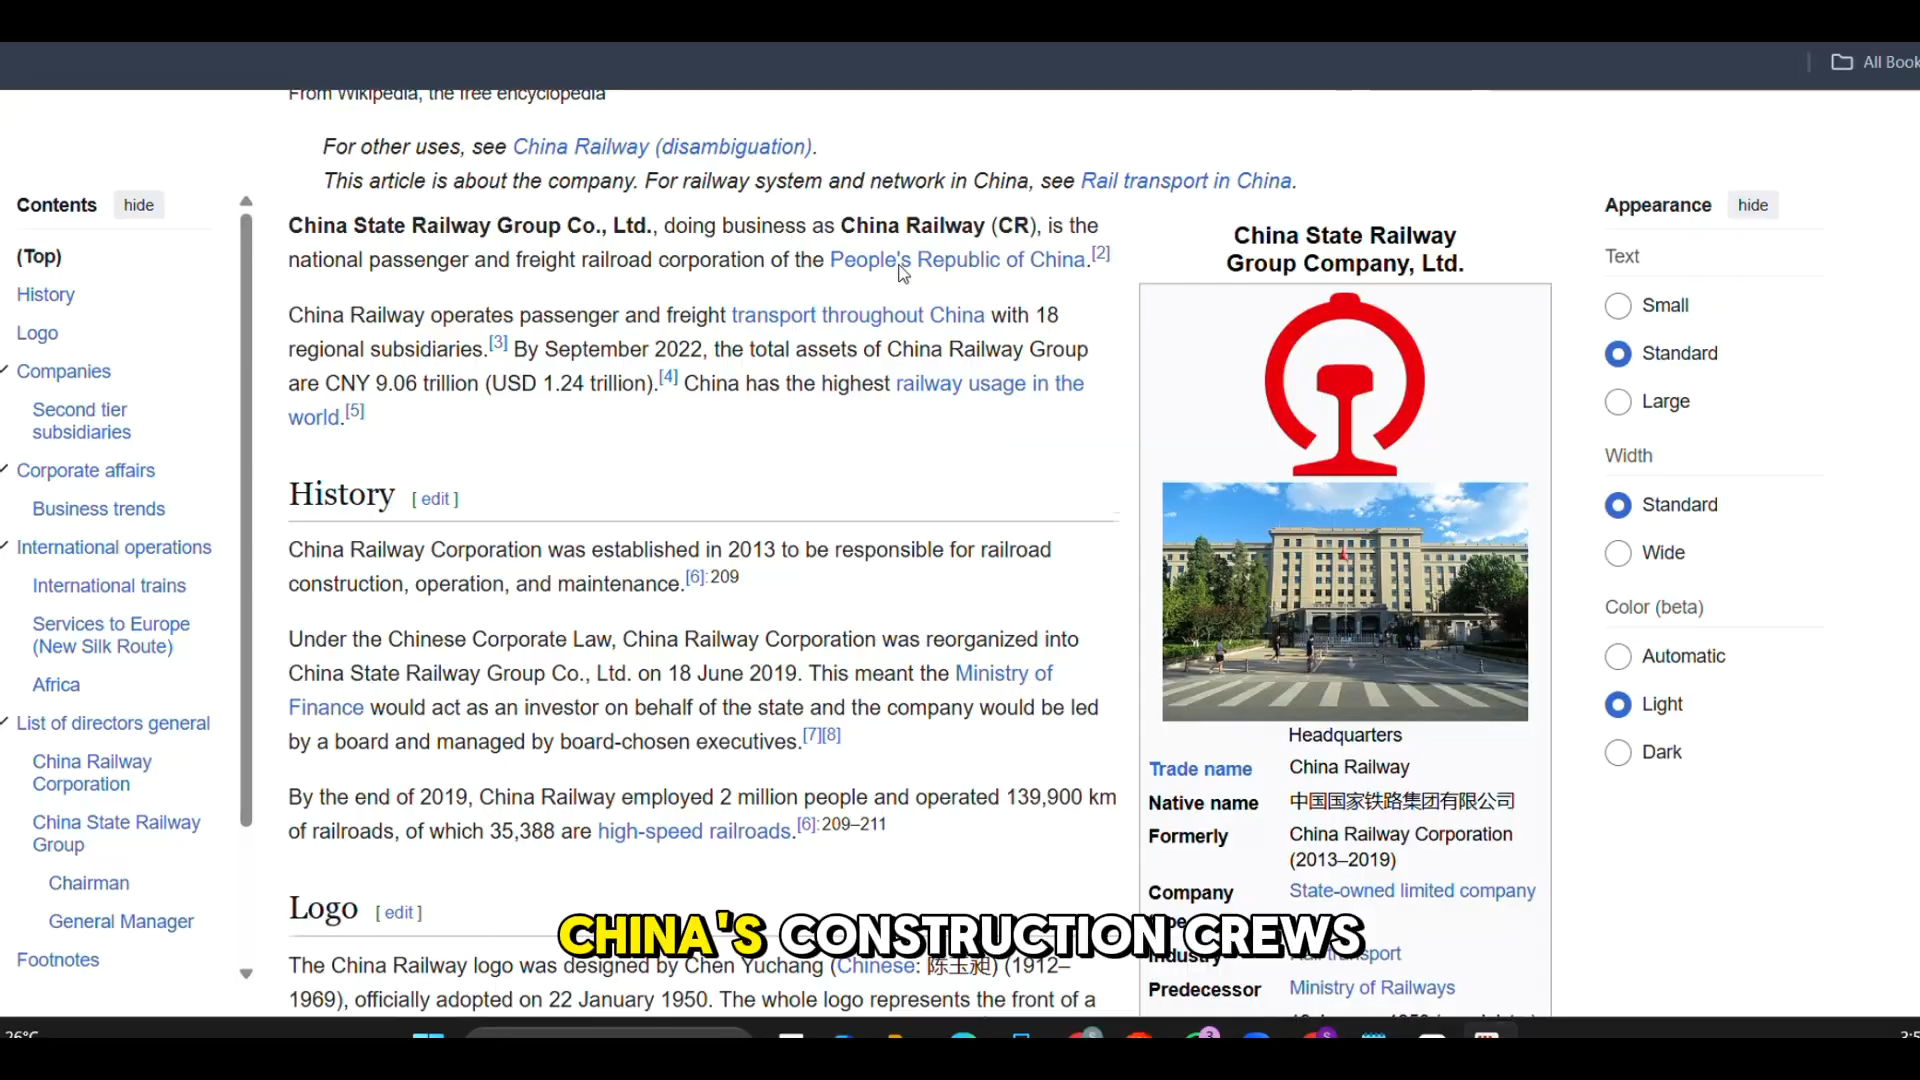 All Book
From Wikipedia, the free encyclopedia
For other uses, see China Railway (disambiguation).
This article is about the company. For railway system and network in China, see Rail transport in China.
Contents hide
(Top)
History
Logo
Companies
Second tier
subsidiaries
Corporate affairs
Business trends
International operations
International trains
Services to Europe
(New Silk Route)
Africa
List of directors general
China Railway
Corporation
China State Railway
Group
Chairman
General Manager
Footnotes
China State Railway Group Co., Ltd., doing business as China Railway (CR), is the
national passenger and freight railroad corporation of the People's Republic of China.[2]
China Railway operates passenger and freight transport throughout China with 18
regional subsidiaries.[3] By September 2022, the total assets of China Railway Group
are CNY 9.06 trillion (USD 1.24 trillion).[4] China has the highest railway usage in the
world.[5]
History [ edit ]
China Railway Corporation was established in 2013 to be responsible for railroad
construction, operation, and maintenance.[6]:209
Under the Chinese Corporate Law, China Railway Corporation was reorganized into
China State Railway Group Co., Ltd. on 18 June 2019. This meant the Ministry of
Finance would act as an investor on behalf of the state and the company would be led
by a board and managed by board-chosen executives.[7][8]
By the end of 2019, China Railway employed 2 million people and operated 139,900 km
of railroads, of which 35,388 are high-speed railroads.[6]:209–211
Logo [ edit ]
The China Railway logo was designed by Chen Yuchang (Chinese: 陈玉昶) (1912–
1969), officially adopted on 22 January 1950. The whole logo represents the front of a
China State Railway
Group Company, Ltd.
Headquarters
Trade name China Railway
Native name 中国国家铁路集团有限公司
Formerly China Railway Corporation
(2013–2019)
Company State-owned limited company
Industry Rail transport
Predecessor Ministry of Railways
Appearance hide
Text
Small
Standard
Large
Width
Standard
Wide
Color (beta)
Automatic
Light
Dark
CHINA'S CONSTRUCTION CREWS
26°C
3